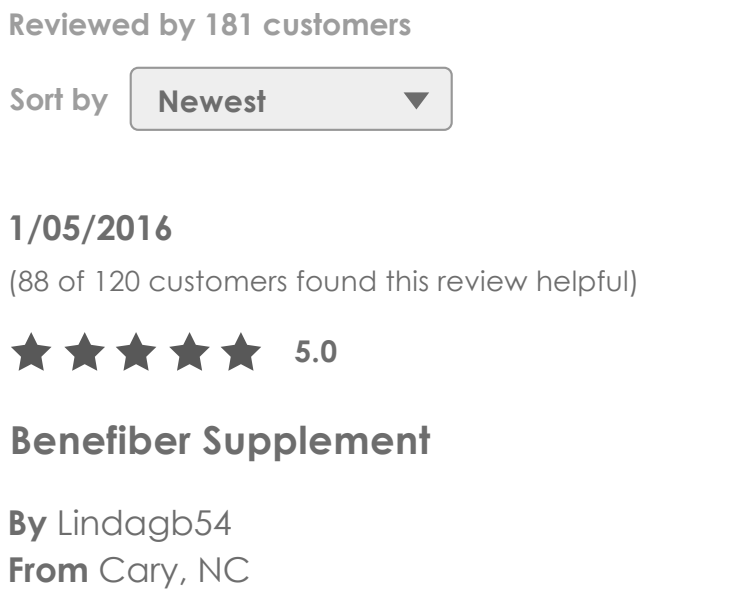 Reviewed by 181 customers
Sort by Newest
1/05/2016
(88 of 120 customers found this review helpful)
5.0
Benefiber Supplement
By Lindagb54
From Cary, NC